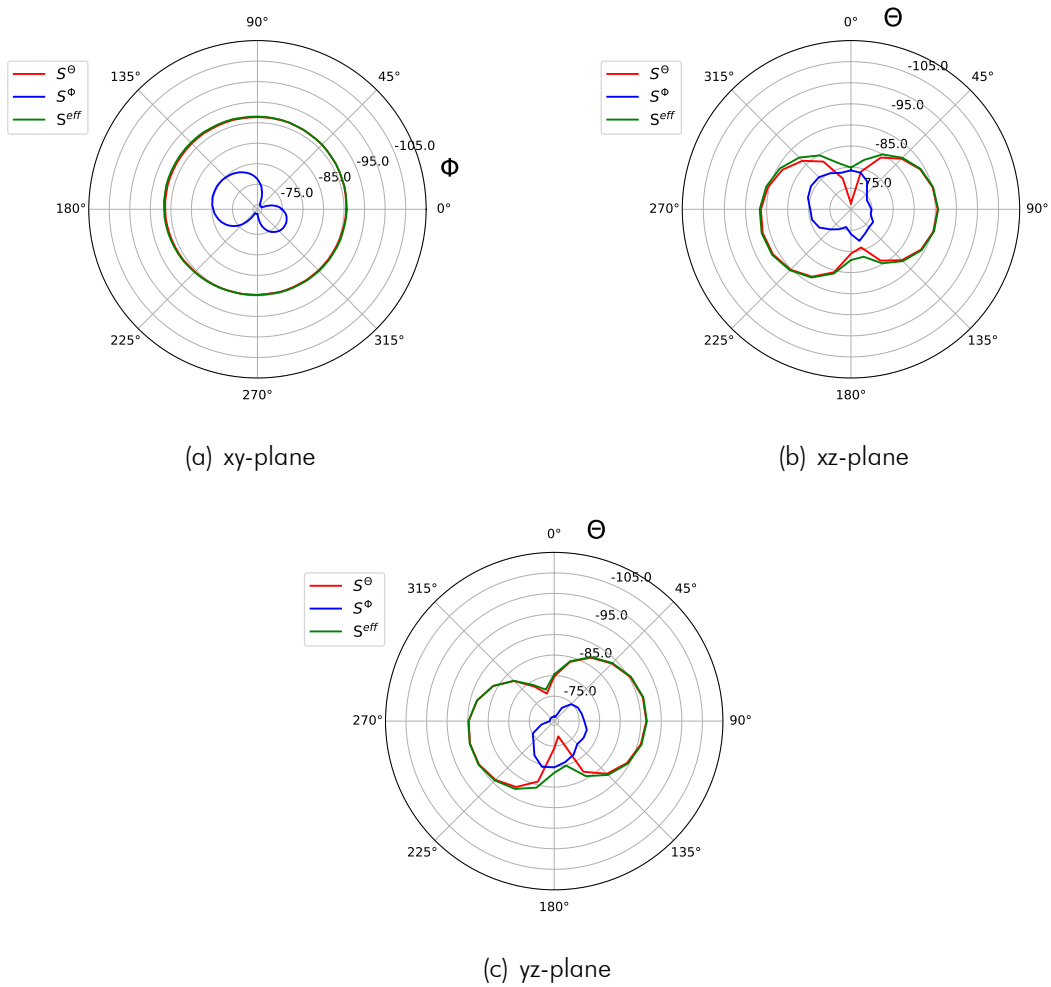 90°
135°
45°
S^Θ
S^Φ
S^eff
-105.0
-95.0
-85.0
-75.0
Φ
180°
0°
225°
315°
270°
(a) xy-plane
0° Θ
315°
S^Θ
S^Φ
S^eff
-105.0
-95.0
-85.0
-75.0
270°
90°
225°
135°
180°
(b) xz-plane
0° Θ
315°
45°
S^Θ
S^Φ
S^eff
-105.0
-95.0
-85.0
-75.0
270°
90°
225°
135°
180°
(c) yz-plane